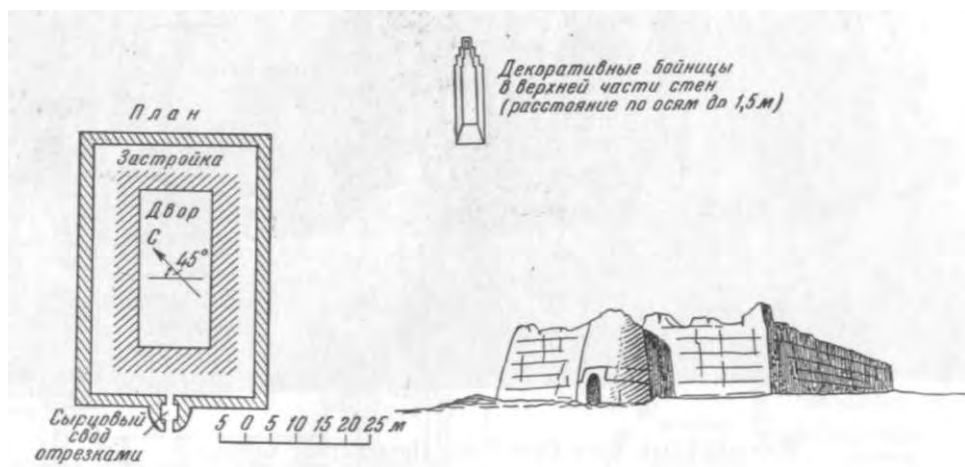 План
Застройка
Двор
С
45°
Сырцовый
свод
отрезками
5 0 5 10 15 20 25 м
Декоративные бойницы
в верхней части стен
(расстояние по осям до 1,5м)